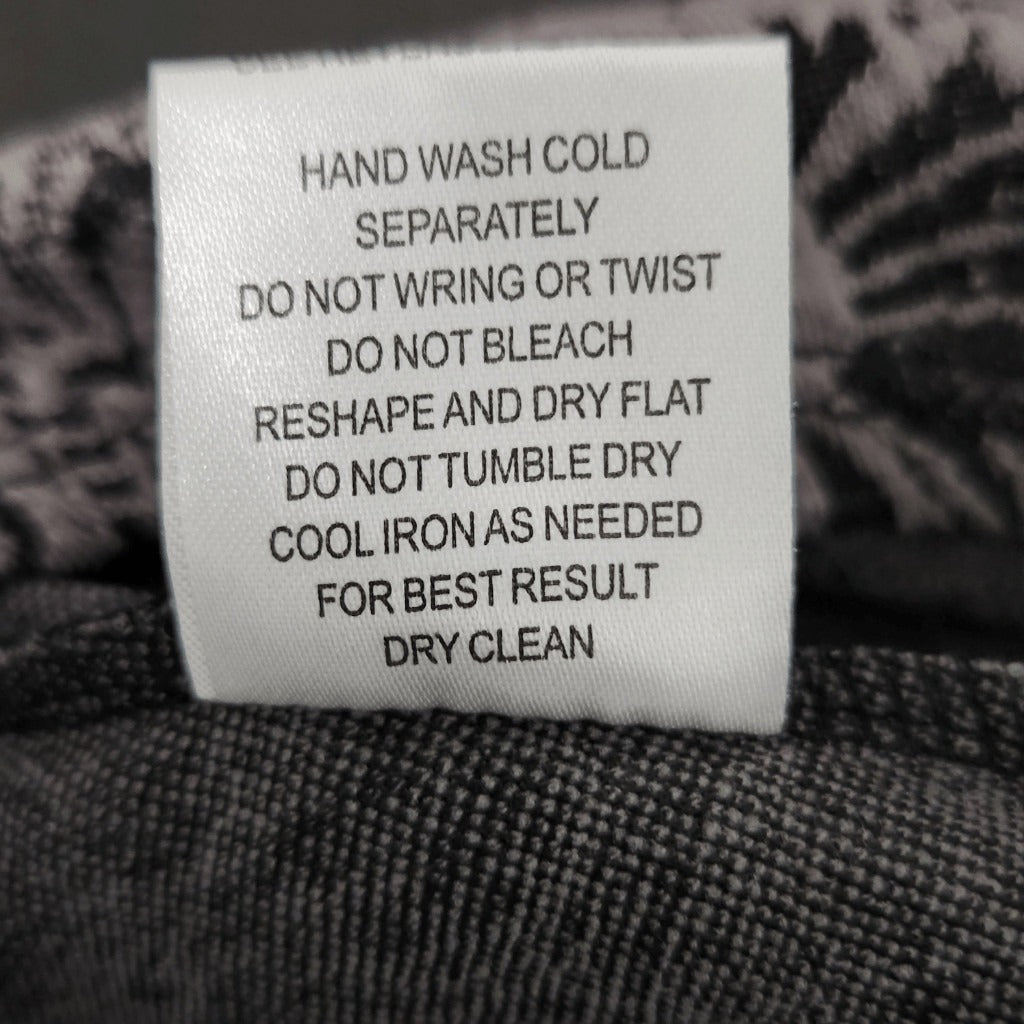 HAND WASH COLD
SEPARATELY
DO NOT WRING OR TWIST
DO NOT BLEACH
RESHAPE AND DRY FLAT
DO NOT TUMBLE DRY
COOL IRON AS NEEDED
FOR BEST RESULT
DRY CLEAN